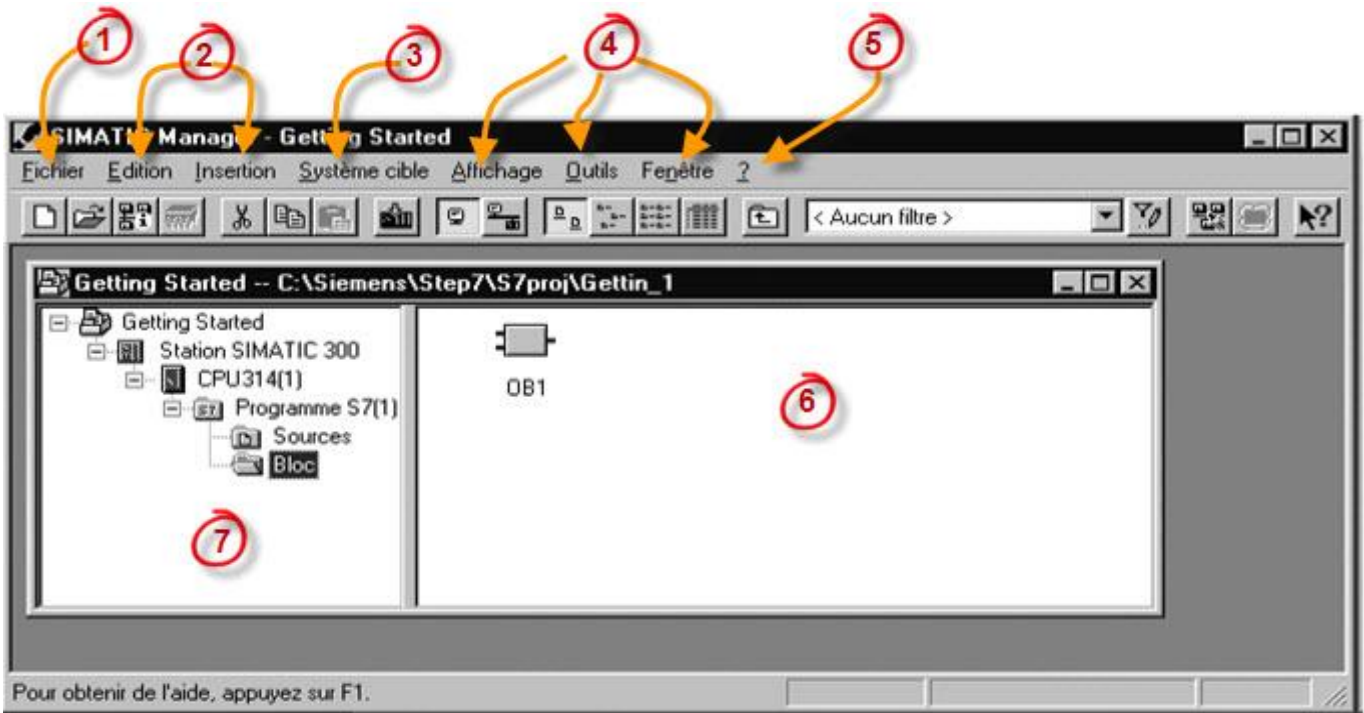 1 2 3 4 5
SIMATIC Manager - Getting Started
Fichier Edition Insertion Système cible Affichage Outils Fenêtre ?
< Aucun filtre >
Getting Started -- C:\Siemens\Step7\S7proj\Gettin_1
Getting Started
Station SIMATIC 300
CPU314(1)
Programme S7(1)
Sources
Bloc
OB1
6
7
Pour obtenir de l'aide, appuyez sur F1.